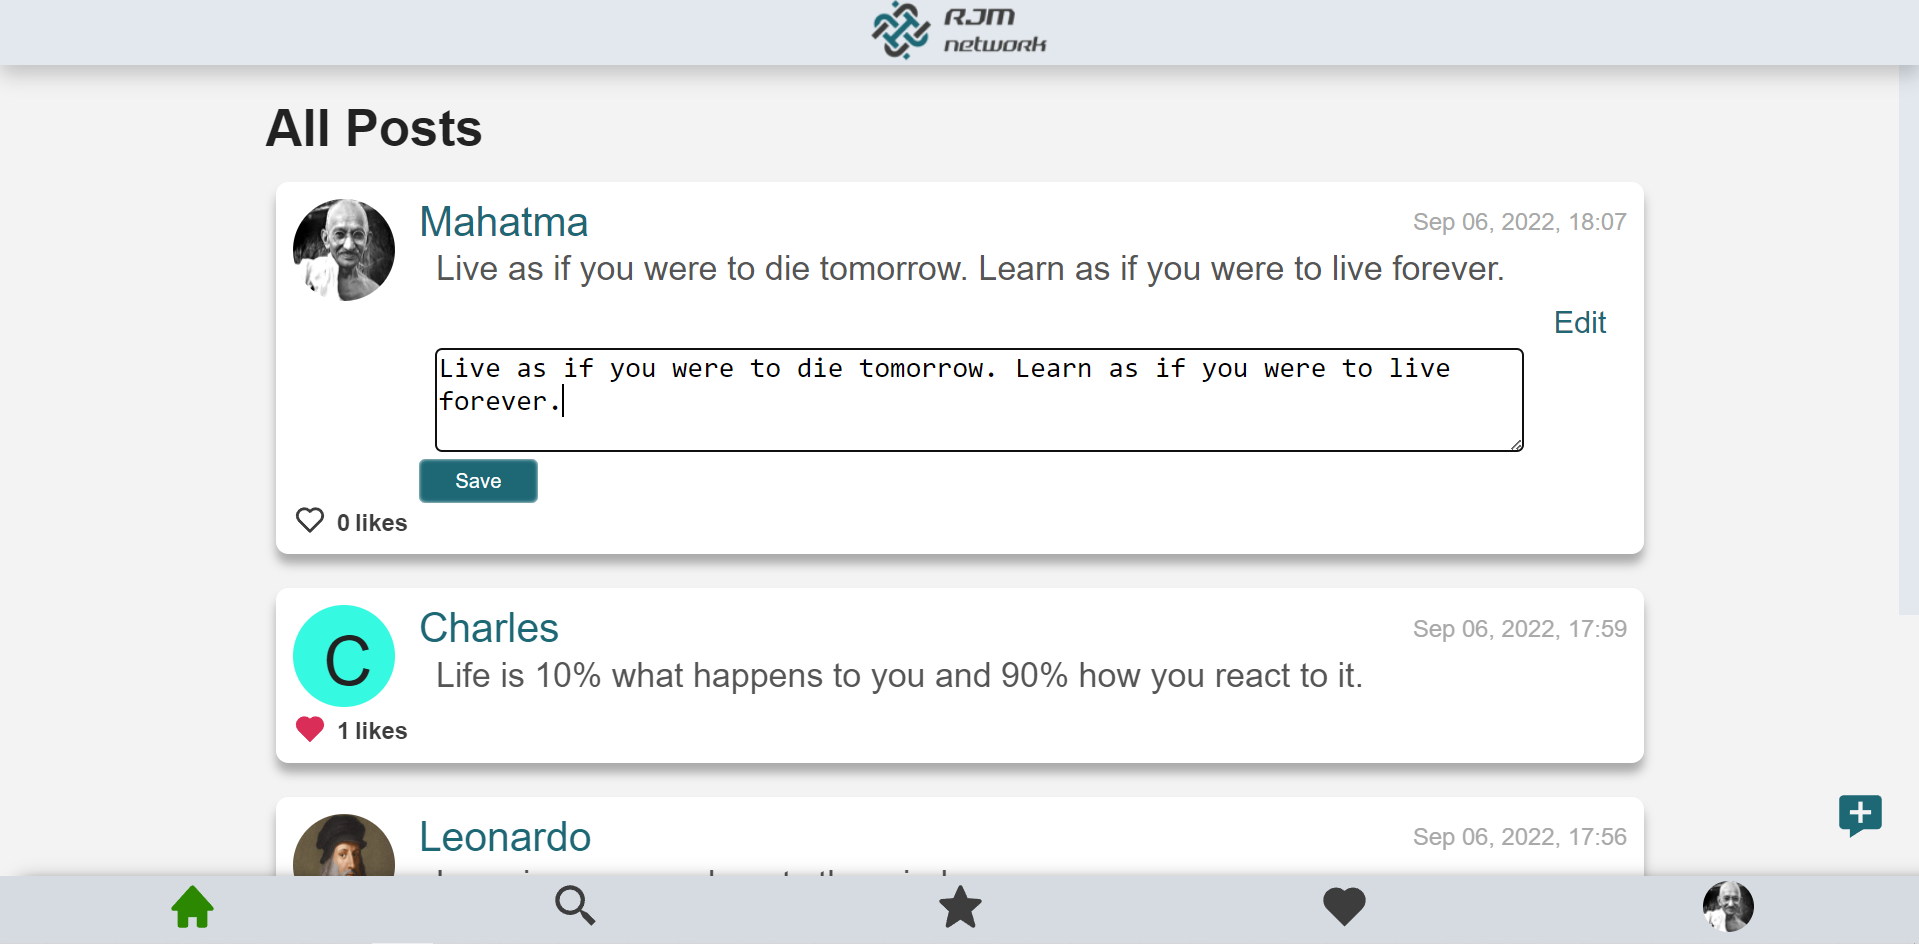 RJM
network
All Posts
Mahatma
Sep 06, 2022, 18:07
Live as if you were to die tomorrow. Learn as if you were to live forever.
Edit
Live as if you were to die tomorrow. Learn as if you were to live
forever.
Save
0 likes
C
Charles
Sep 06, 2022, 17:59
Life is 10% what happens to you and 90% how you react to it.
1 likes
Leonardo
Sep 06, 2022, 17:56